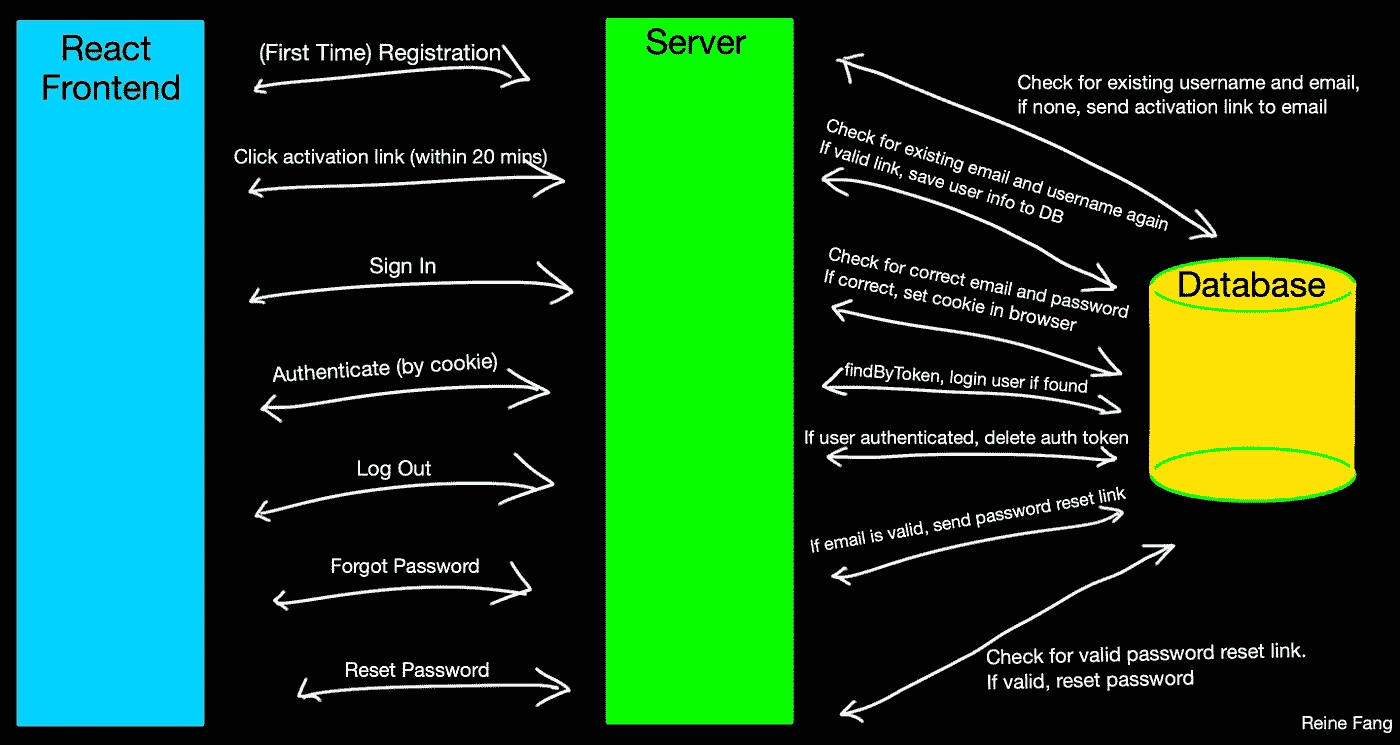 React
Frontend
(First Time) Registration
Click activation link (within 20 mins)
Sign In
Authenticate (by cookie)
Log Out
Forgot Password
Reset Password
Server
Check for existing username and email,
if none, send activation link to email
Check for existing email and username again
If valid link, save user info to DB
Check for correct email and password
If correct, set cookie in browser
findByToken, login user if found
If user authenticated, delete auth token
If email is valid, send password reset link
Check for valid password reset link.
If valid, reset password
Database
Reine Fang